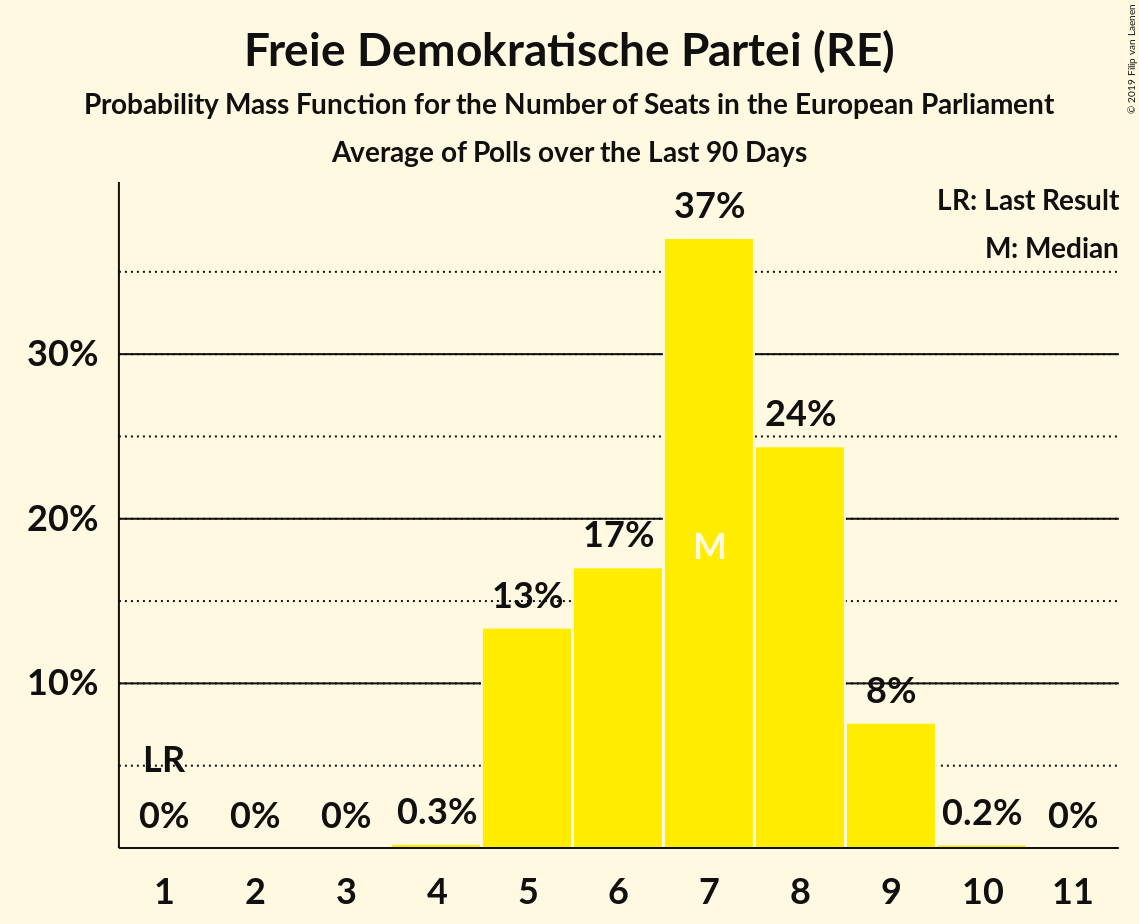 Freie Demokratische Partei (RE)
Probability Mass Function for the Number of Seats in the European Parliament
Average of Polls over the Last 90 Days
© 2019 Filip van Laenen
LR: Last Result
M: Median
37%
30%
24%
20%
17%
M
13%
10%
8%
LR
0% 0% 0% 0.3% 0.2% 0%
1 2 3 4 5 6 7 8 9 10 11